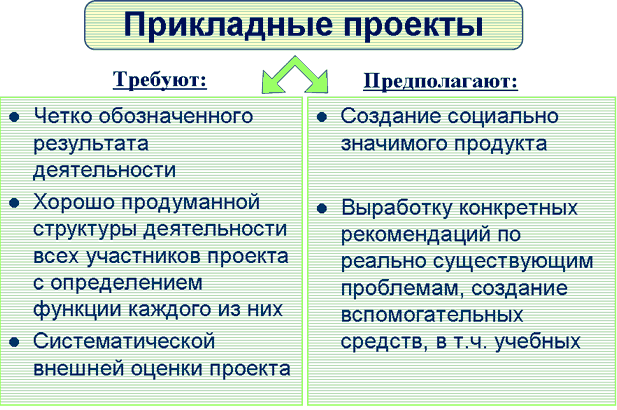 Прикладные проекты
Требуют:
Четко обозначенного
результата
деятельности
Хорошо продуманной
структуры деятельности
всех участников проекта
с определением
функции каждого из них
Систематической
внешней оценки проекта
Предполагают:
Создание социально
значимого продукта
Выработку конкретных
рекомендаций по
реально существующим
проблемам, создание
вспомогательных
средств, в т.ч. учебных